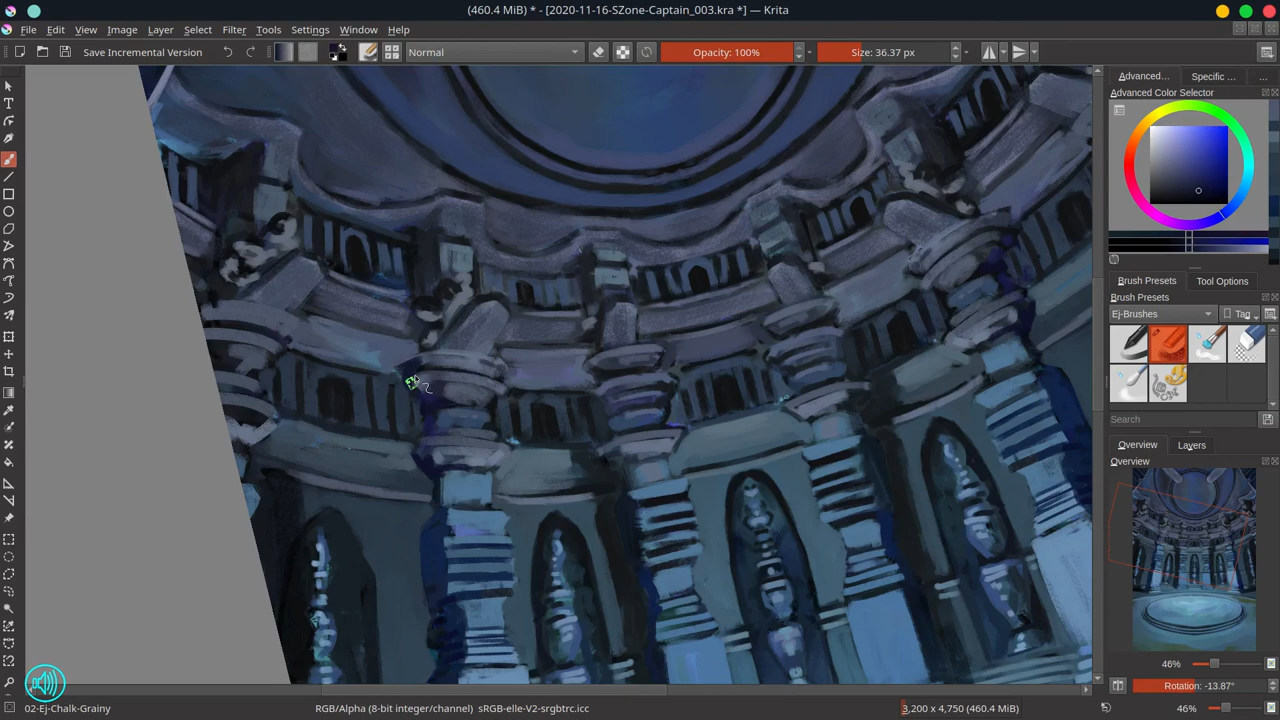 (460.4 MiB) * - [2020-11-16-SZone-Captain_003.kra *] — Krita
File Edit View Image Layer Select Filter Tools Settings Window Help
Save Incremental Version Normal Opacity: 100% Size: 36.37 px
Advanced... Specific ... ...
Advanced Color Selector
Brush Presets Tool Options
Brush Presets
Ej-Brushes Tag
Search
Overview Layers
Overview
46%
Rotation: -13.87°
02-Ej-Chalk-Grainy RGB/Alpha (8-bit integer/channel) sRGB-elle-V2-srgbtrc.icc 3,200 x 4,750 (460.4 MiB) 46%